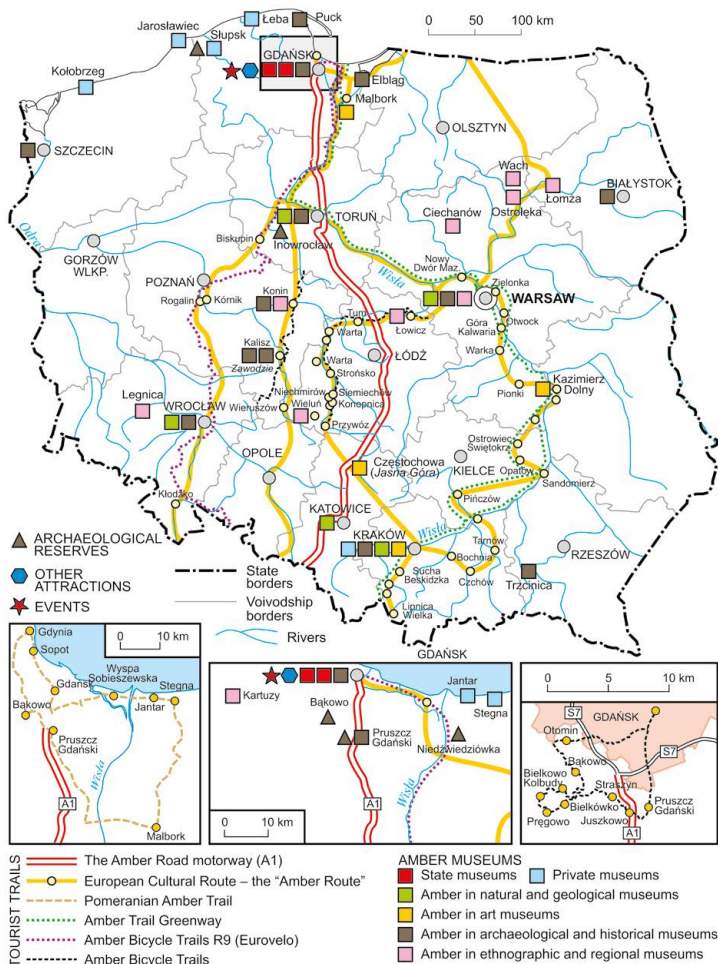 Jarosławiec
Łeba
Puck
0 50 100 km
Słupsk
GDAŃSK
Kołobrzeg
Elbląg
Malbork
OLSZTYN
SZCZECIN
Wach
Łomza
BIAŁYSTOK
Ostrołęka
Ciechanów
Odra
TORUŃ
Inowrocław
Biskupin
GORZÓW
WLKP.
Wisła
Nowy
Dwór Maz.
Zielonka
POZNAŃ
WARSAW
Rogalin
Kórnik
Konin
Tum
Łowicz
Otwock
Góra
Kalwaria
Warta
Kalisz
Zawodzie
ŁÓDŹ
Warka
Warta
Strońsko
Kazimierz
Dolny
Pionki
Legnica
WROCŁAW
Niechmirów
Siemiechów
Wieruszów
Wieluń
Konopnica
Przywóz
Ostrowiec
Świętokrz.
OPOLE
Częstochowa
(Jasna Góra)
KIELCE
Opatów
Sandomierz
Kłodzko
Pińczów
KATOWICE
Wisła
KRAKÓW
Tarnów
Bochnia
RZESZÓW
Sucha
Beskidzka
Czchów
Trzcinica
Lipnica
Wielka
ARCHAEOLOGICAL
RESERVES
OTHER
ATTRACTIONS
EVENTS
State
borders
Voivodship
borders
Rivers
Gdynia
0 10 km
Sopot
Wyspa
Sobieszewska
Gdańsk
Stegna
Bąkowo
Jantar
Pruszcz
Gdański
Wisła
A1
Malbork
GDAŃSK
Kartuzy
Jantar
Bąkowo
Stegna
Pruszcz
Gdański
Niedźwiedziówka
Wisła
0 10 km
A1
0 5 10 km
S7
GDAŃSK
Otomin
S7
Bąkowo
Bielkowo
Kolbudy
Straszyn
Pruszcz
Gdański
Bielkówko
Juszkowo
Pręgowo
A1
TOURIST TRAILS
The Amber Road motorway (A1)
European Cultural Route – the “Amber Route”
Pomeranian Amber Trail
Amber Trail Greenway
Amber Bicycle Trails R9 (Eurovelo)
Amber Bicycle Trails
AMBER MUSEUMS
State museums
Private museums
Amber in natural and geological museums
Amber in art museums
Amber in archaeological and historical museums
Amber in ethnographic and regional museums